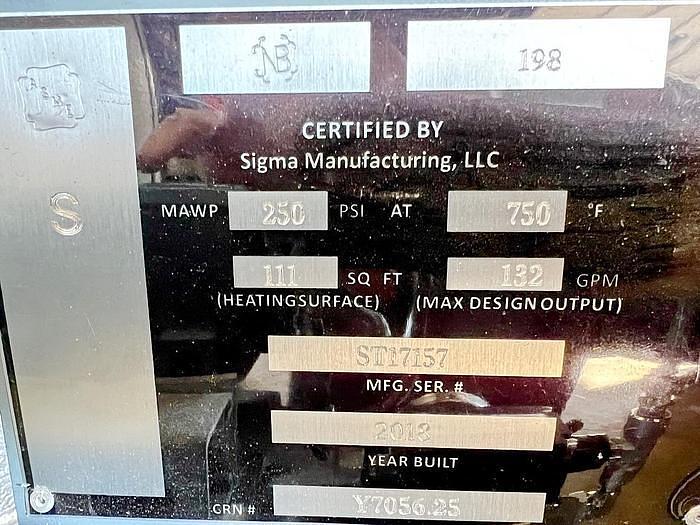 NB 198
CERTIFIED BY
Sigma Manufacturing, LLC
S
MAWP 250 PSI AT 750 °F
111 SQ FT 132 GPM
(HEATINGSURFACE) (MAX DESIGN OUTPUT)
ST17157
MFG. SER. #
2018
YEAR BUILT
CRN # Y7056.25